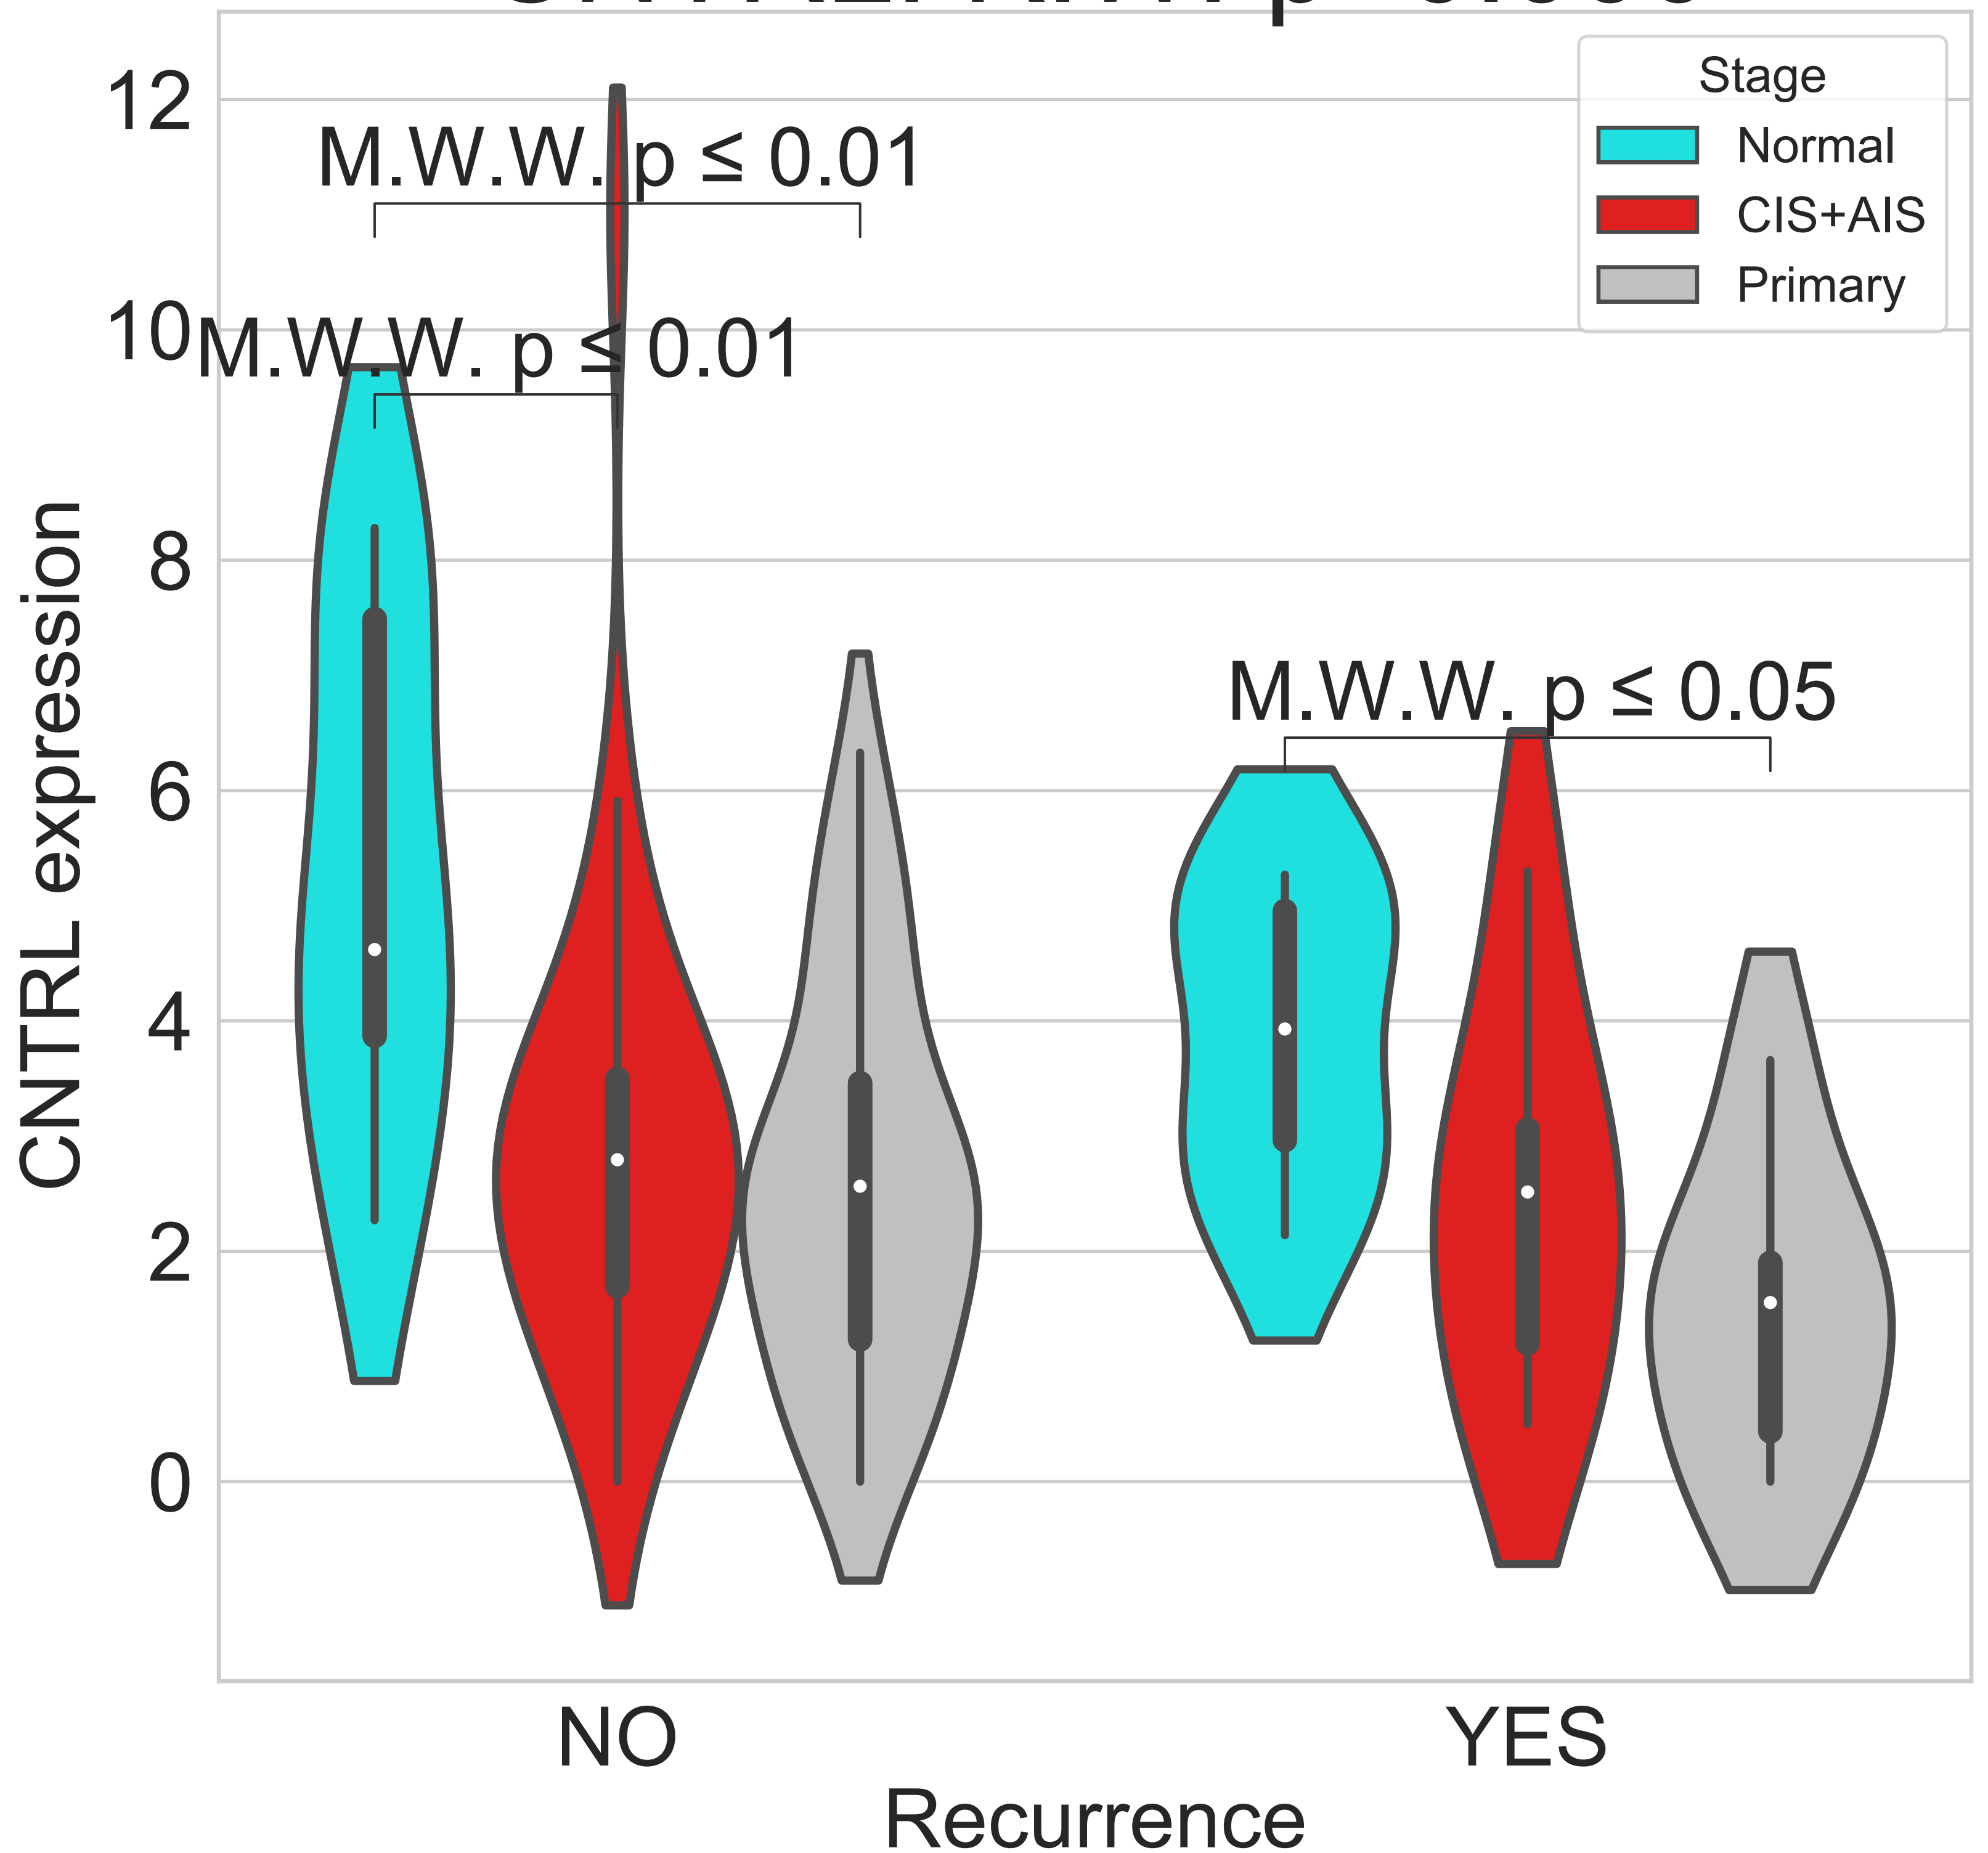 12
10
8
6
4
2
0
CNTRL expression
M.W.W. p ≤ 0.01
M.W.W. p ≤ 0.01
M.W.W. p ≤ 0.05
Stage
Normal
CIS+AIS
Primary
NO
YES
Recurrence